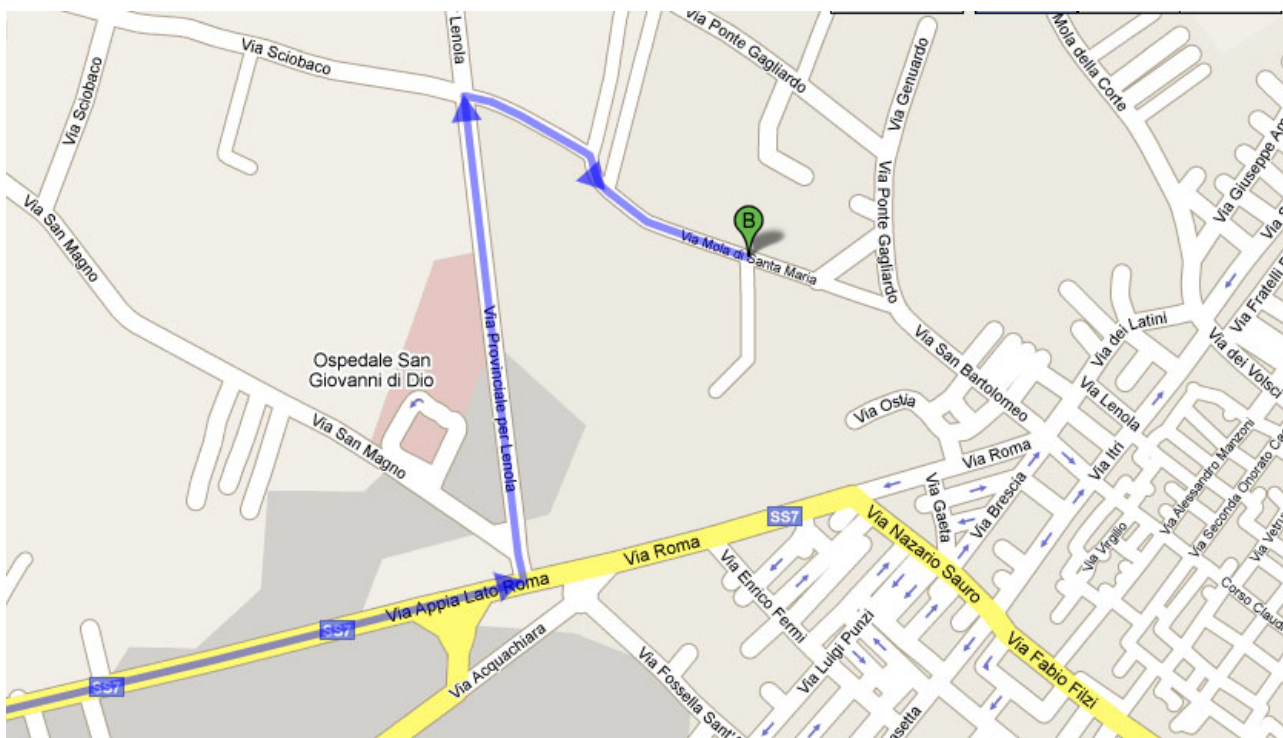 Via Sciobaco
Lenola
Via Ponte Gagliardo
Mola della Corte
Via Sciobaco
Via Genuardo
Via Giuseppe Am
Via San Magno
Via Ponte Gagliardo
B
Via Mola di Santa Maria
Via Fratelli
Via dei Latini
Via dei Volsci
Via Provinciale per Lenola
Via San Bartolomeo
Ospedale San
Giovanni di Dio
Via Lenola
Via Ostia
Via San Magno
Via Roma
Via Itri
Via Alessandro Manzoni
Via Seconda Onorato Ca
Via Gaeta
Via Brescia
SS7
Via Nazario Sauro
Via Virgilio
Via Roma
Via Enrico Fermi
Via Appia Lato Roma
Corso Claudi
SS7
Via Luigi Punzi
Via Acquachiara
Via Fossella Sant'A
Via Fabio Filzi
SS7
asetta